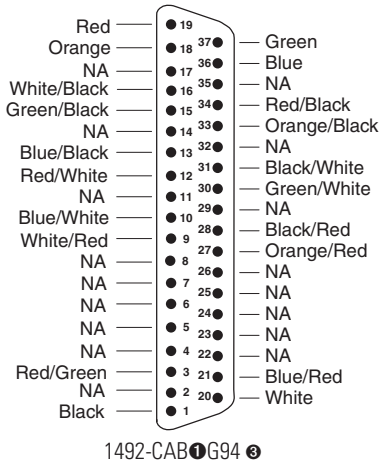 Red 19
Orange 18
NA 17
White/Black 16
Green/Black 15
NA 14
Blue/Black 13
Red/White 12
NA 11
Blue/White 10
White/Red 9
NA 8
NA 7
NA 6
NA 5
NA 4
Red/Green 3
NA 2
Black 1
37 Green
36 Blue
35 NA
34 Red/Black
33 Orange/Black
32 NA
31 Black/White
30 Green/White
29 NA
28 Black/Red
27 Orange/Red
26 NA
25 NA
24 NA
23 NA
22 NA
21 Blue/Red
20 White
1492-CAB❶G94 ❸